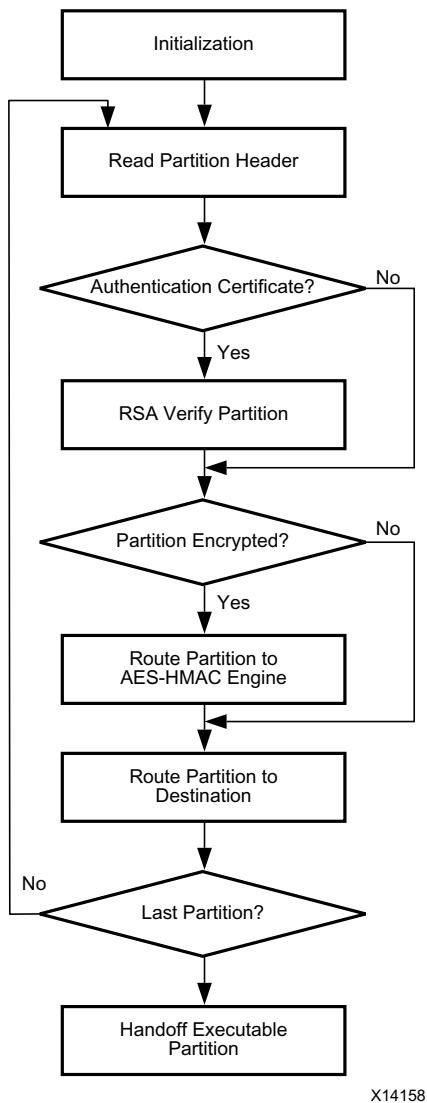 Initialization
Read Partition Header
Authentication Certificate?
No
Yes
RSA Verify Partition
Partition Encrypted?
No
Yes
Route Partition to
AES-HMAC Engine
Route Partition to
Destination
No
Last Partition?
Handoff Executable
Partition
X14158